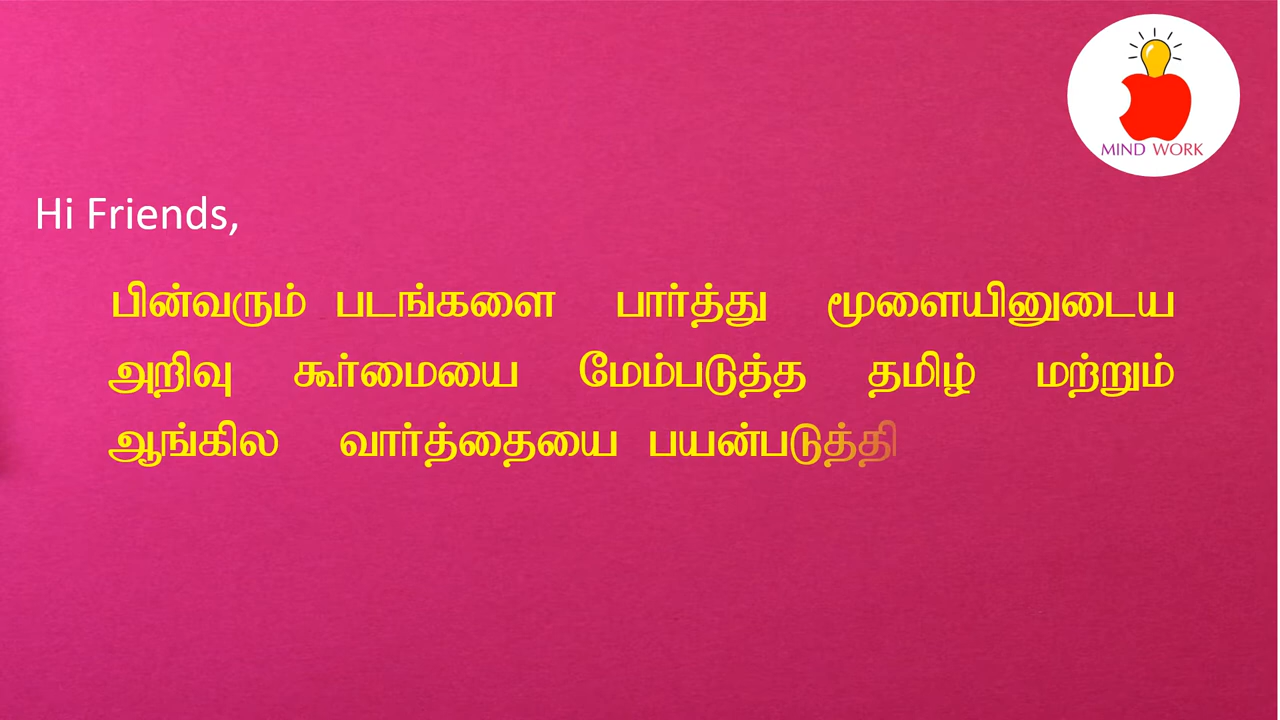 MIND WORK
Hi Friends,
பின்வரும் படங்களை பார்த்து மூளையினுடைய
அறிவு கூர்மையை மேம்படுத்த தமிழ் மற்றும்
ஆங்கில வார்த்தையை பயன்படுத்தி